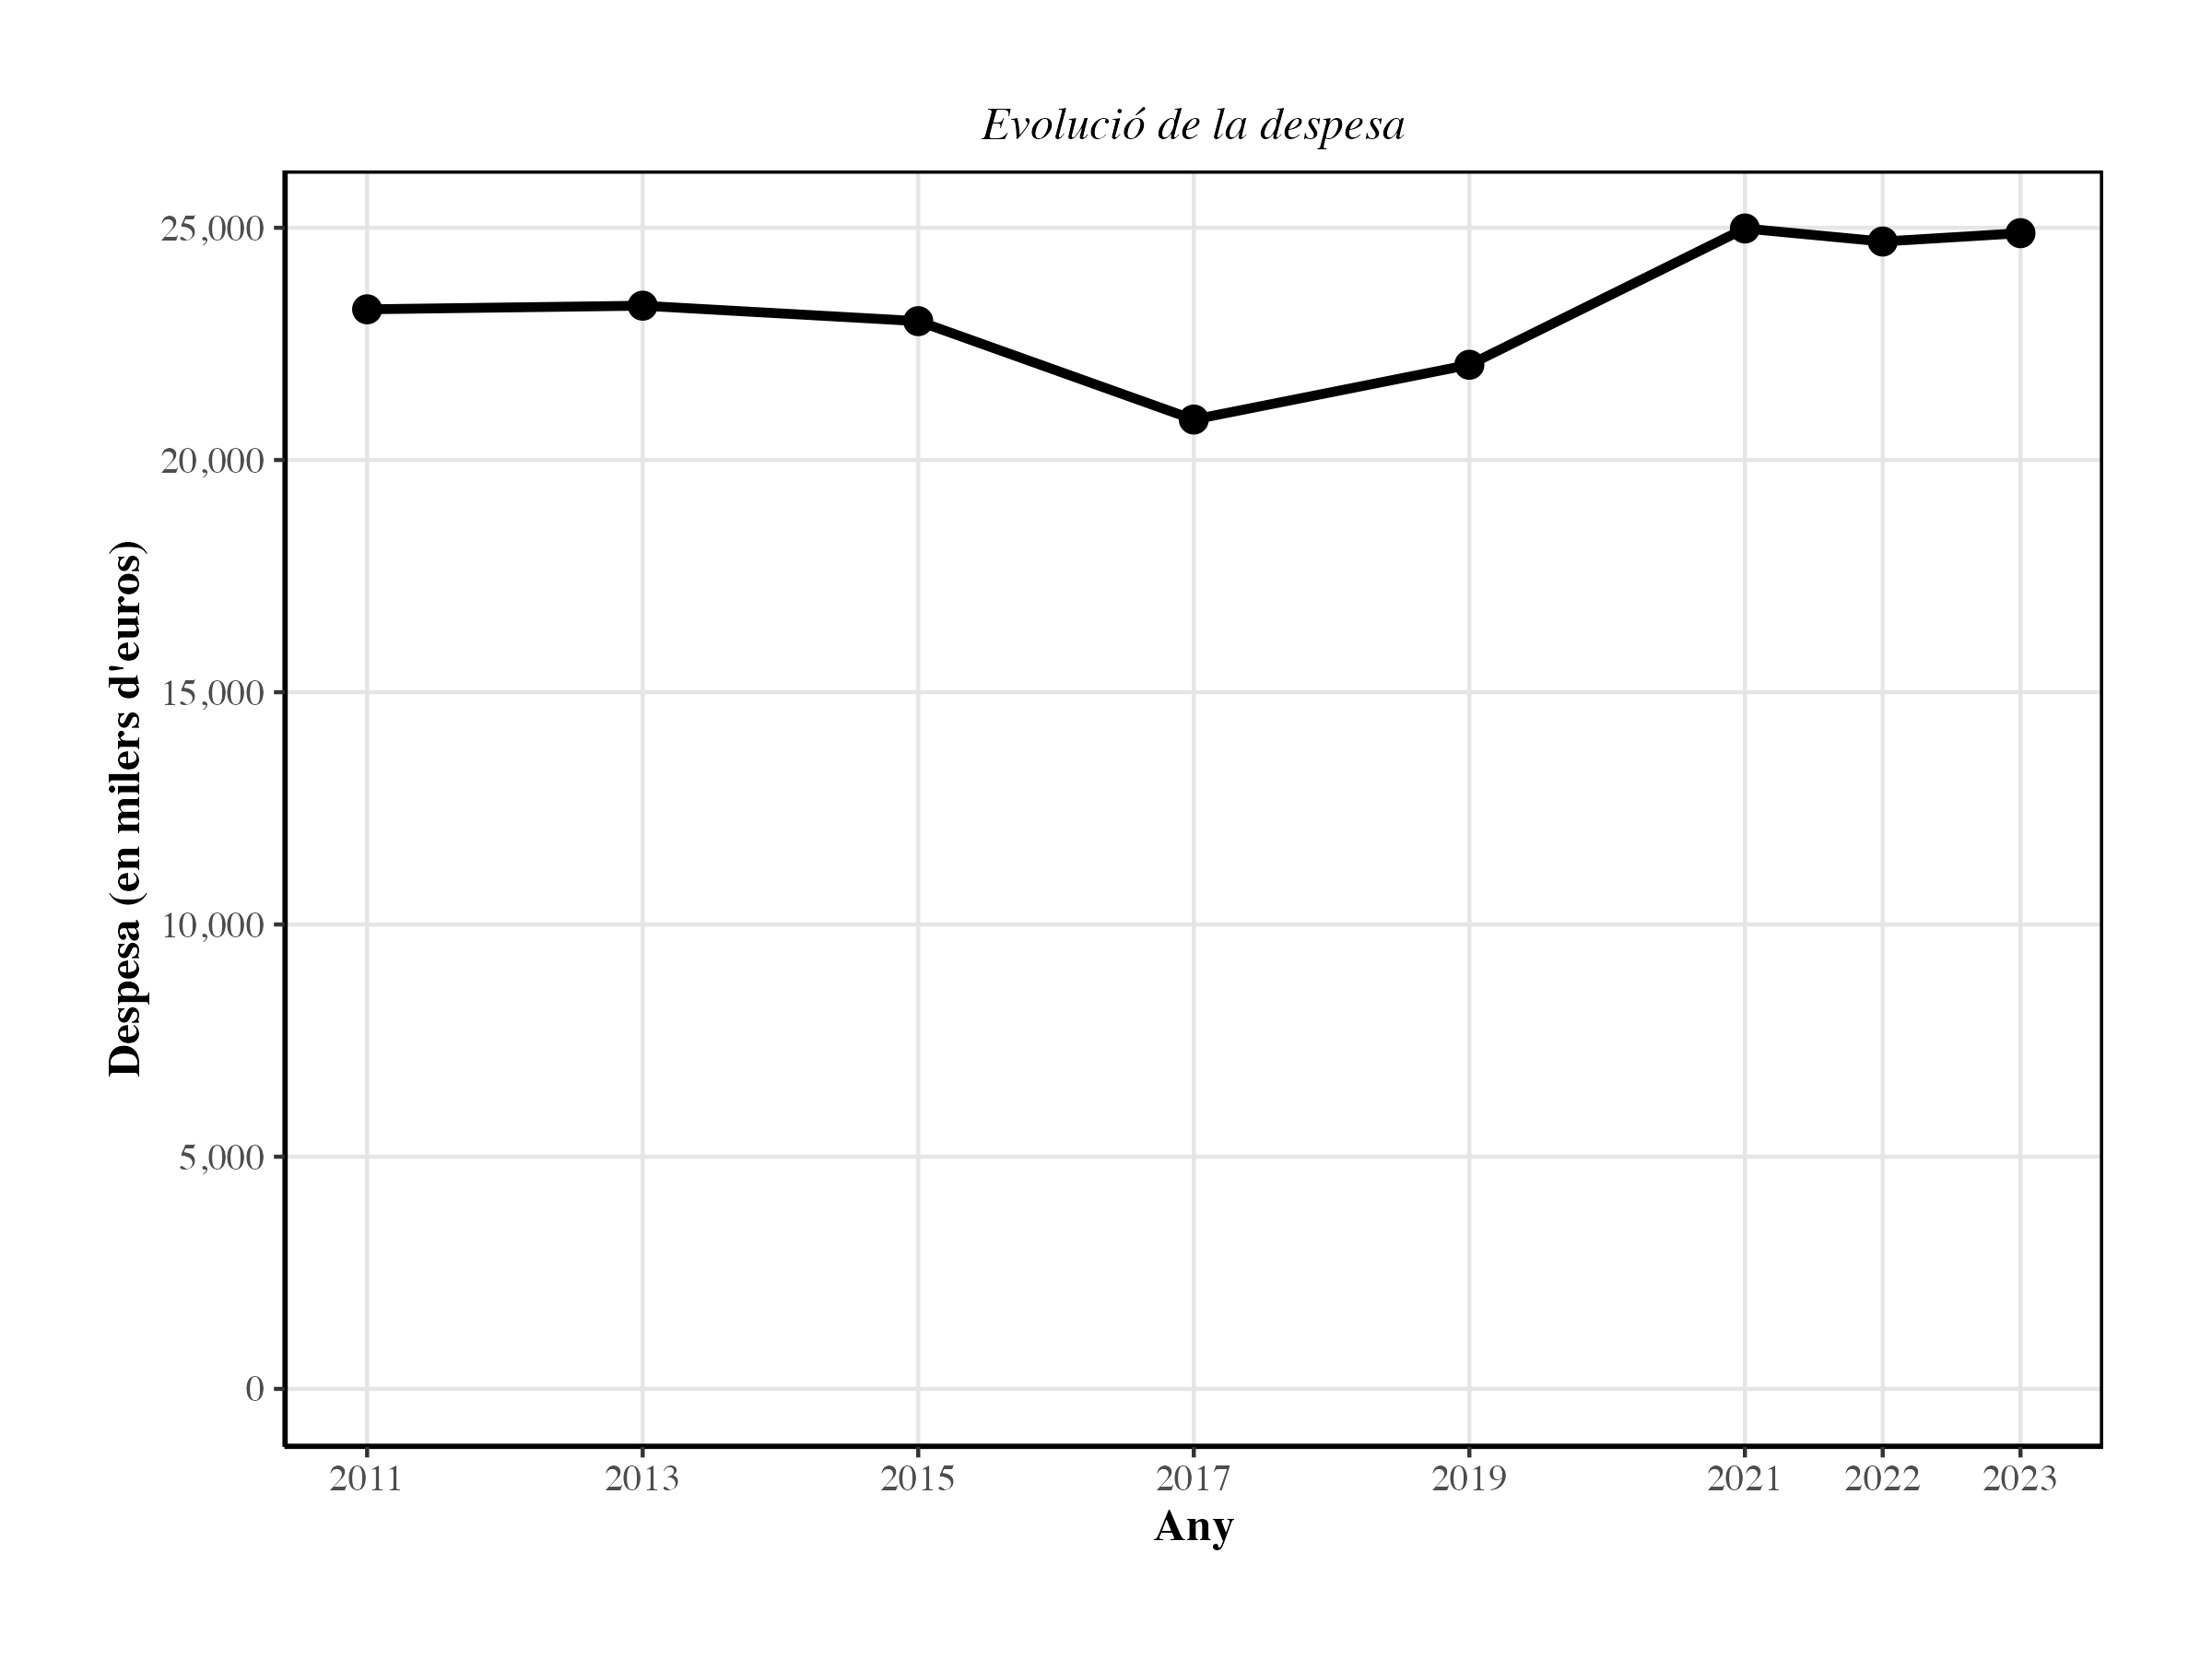 Evolució de la despesa
Despesa (en milers d'euros)
25,000
20,000
15,000
10,000
5,000
0
2011 2013 2015 2017 2019 2021 2022 2023
Any